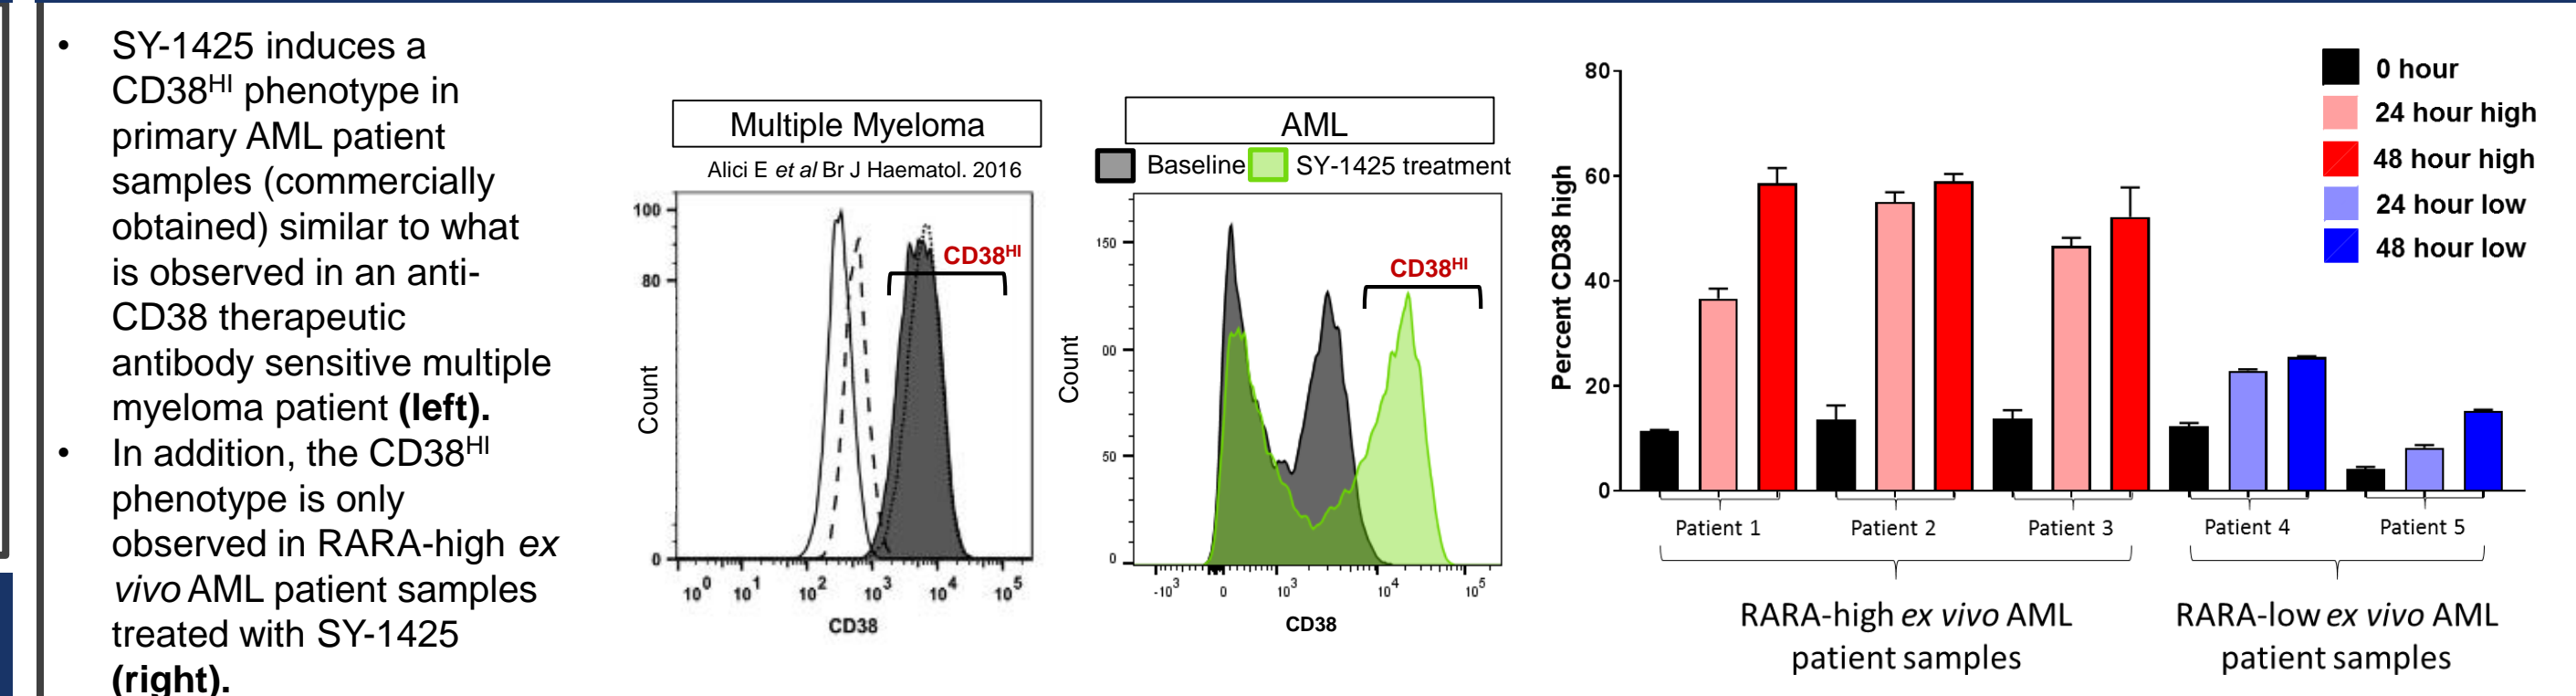 • SY-1425 induces a
CD38HI phenotype in
primary AML patient
samples (commercially
obtained) similar to what
is observed in an anti-
CD38 therapeutic
antibody sensitive multiple
myeloma patient (left).
• In addition, the CD38HI
phenotype is only
observed in RARA-high ex
vivo AML patient samples
treated with SY-1425
(right).
Multiple Myeloma
Alici E et al Br J Haematol. 2016
100
80
0
Count
CD38HI
10^0 10^1 10^2 10^3 10^4 10^5
CD38
AML
Baseline SY-1425 treatment
150
00
50
0
Count
CD38HI
-10^3 0 10^3 10^4 10^5
CD38
80
60
40
20
0
Percent CD38 high
0 hour
24 hour high
48 hour high
24 hour low
48 hour low
Patient 1 Patient 2 Patient 3 Patient 4 Patient 5
RARA-high ex vivo AML
patient samples
RARA-low ex vivo AML
patient samples